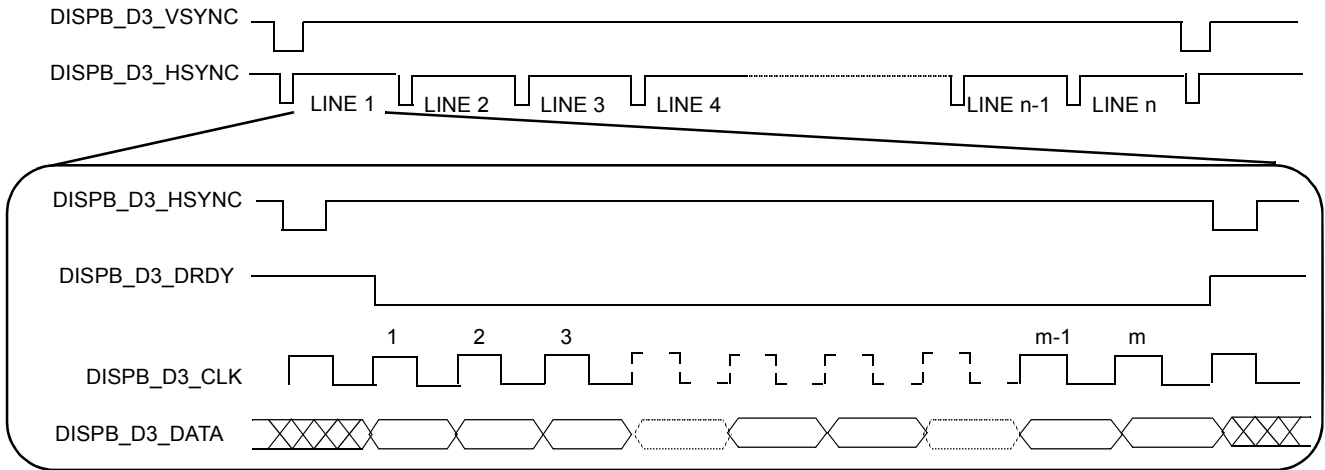 DISPB_D3_VSYNC
DISPB_D3_HSYNC
LINE 1 LINE 2 LINE 3 LINE 4 LINE n-1 LINE n
DISPB_D3_HSYNC
DISPB_D3_DRDY
1 2 3 m-1 m
DISPB_D3_CLK
DISPB_D3_DATA